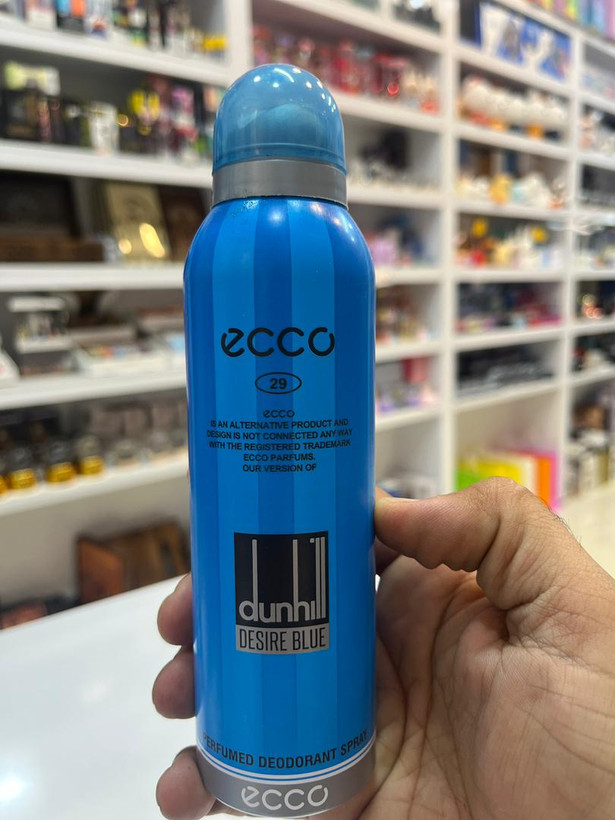 ecco
29
ecco
IS AN ALTERNATIVE PRODUCT AND
DESIGN IS NOT CONNECTED ANY WAY
WITH THE REGISTERED TRADEMARK
ECCO PARFUMS.
OUR VERSION OF
dunhill
DESIRE BLUE
PERFUMED DEODORANT SPRAY
ecco